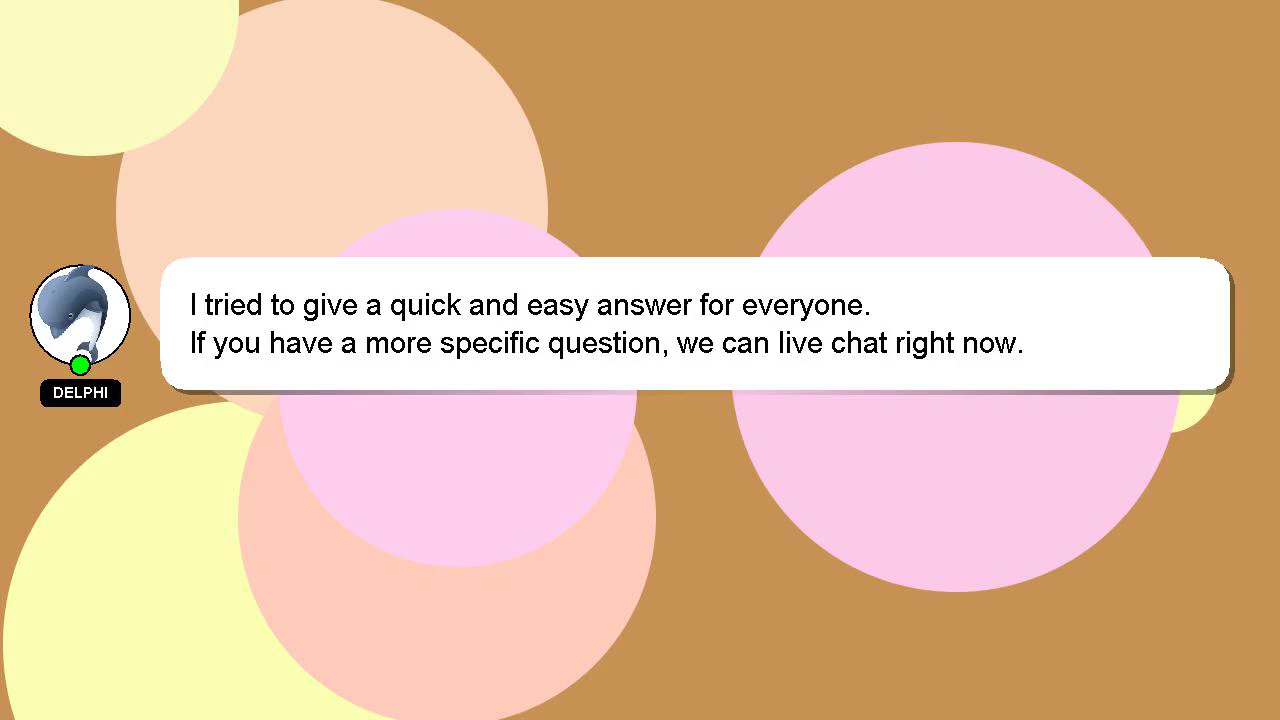 I tried to give a quick and easy answer for everyone.
If you have a more specific question, we can live chat right now.
DELPHI